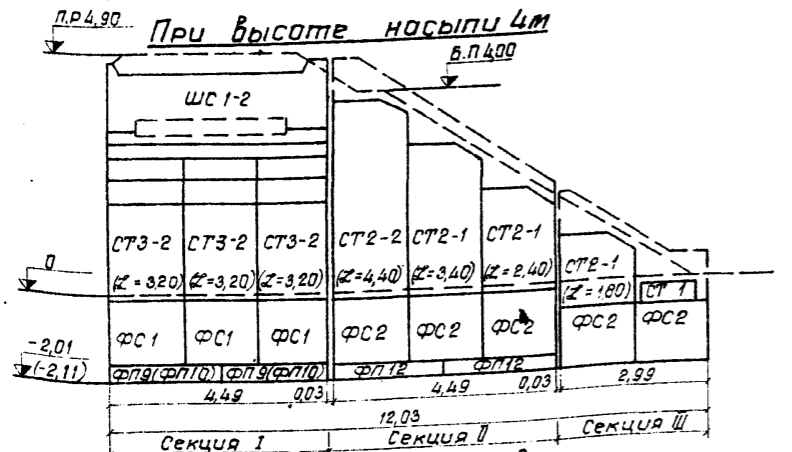 П.Р 4,90
При высоте насыпи 4м
Б.П 4,00
ШС 1-2
СТ3-2 СТ3-2 СТ3-2 СТ2-2 СТ2-1 СТ2-1
(ℒ=3,20) (ℒ=3,20) (ℒ=3,20) (ℒ=4,40) (ℒ=3,40) (ℒ=2,40) СТ2-1
0
(ℒ=1,80) СТ 1
ФС1 ФС1 ФС1 ФС2 ФС2 ФС2 ФС2 ФС2
-2,01
(-2,11)
ФП9(ФП10) ФП9(ФП10) ФП12 ФП12
4,49 0,03 4,49 0,03 2,99
12,03
Секция I Секция II Секция III